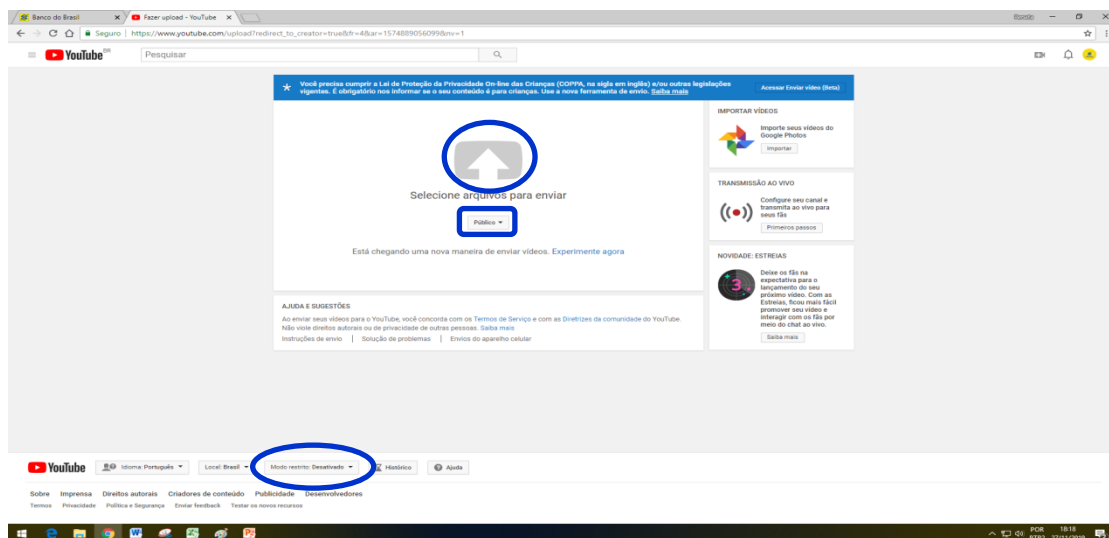 Banco do Brasil
Fazer upload - YouTube
Seguro
https://www.youtube.com/upload?redirect_to_creator=true&fr=4&ar=1574889056099&nv=1
YouTube BR
Pesquisar
Você precisa cumprir a Lei de Proteção da Privacidade On-line das Crianças (COPPA, na sigla em inglês) e/ou outras legislações
vigentes. É obrigatório nos informar se o seu conteúdo é para crianças. Use a nova ferramenta de envio. Saiba mais
Acessar Enviar vídeo (Beta)
Selecione arquivos para enviar
Público
Está chegando uma nova maneira de enviar vídeos. Experimente agora
AJUDA E SUGESTÕES
Ao enviar seus vídeos para o YouTube, você concorda com os Termos de Serviço e com as Diretrizes da comunidade do YouTube.
Não viole direitos autorais ou de privacidade de outras pessoas. Saiba mais
Instruções de envio | Solução de problemas | Envios do aparelho celular
IMPORTAR VÍDEOS
Importe seus vídeos do
Google Photos
Importar
TRANSMISSÃO AO VIVO
Configure seu canal e
transmita ao vivo para
seus fãs
Primeiros passos
NOVIDADE: ESTREIAS
3
Deixe os fãs na
expectativa para o
lançamento do seu
próximo vídeo. Com as
Estreias, ficou mais fácil
promover seu vídeo e
interagir com os fãs por
meio do chat ao vivo.
Saiba mais
YouTube
Idioma: Português
Local: Brasil
Modo restrito: Desativado
Histórico
Ajuda
Sobre Imprensa Direitos autorais Criadores de conteúdo Publicidade Desenvolvedores
Termos Privacidade Política e Segurança Enviar feedback Testar os novos recursos
POR 18:18
PTB2 27/11/2019